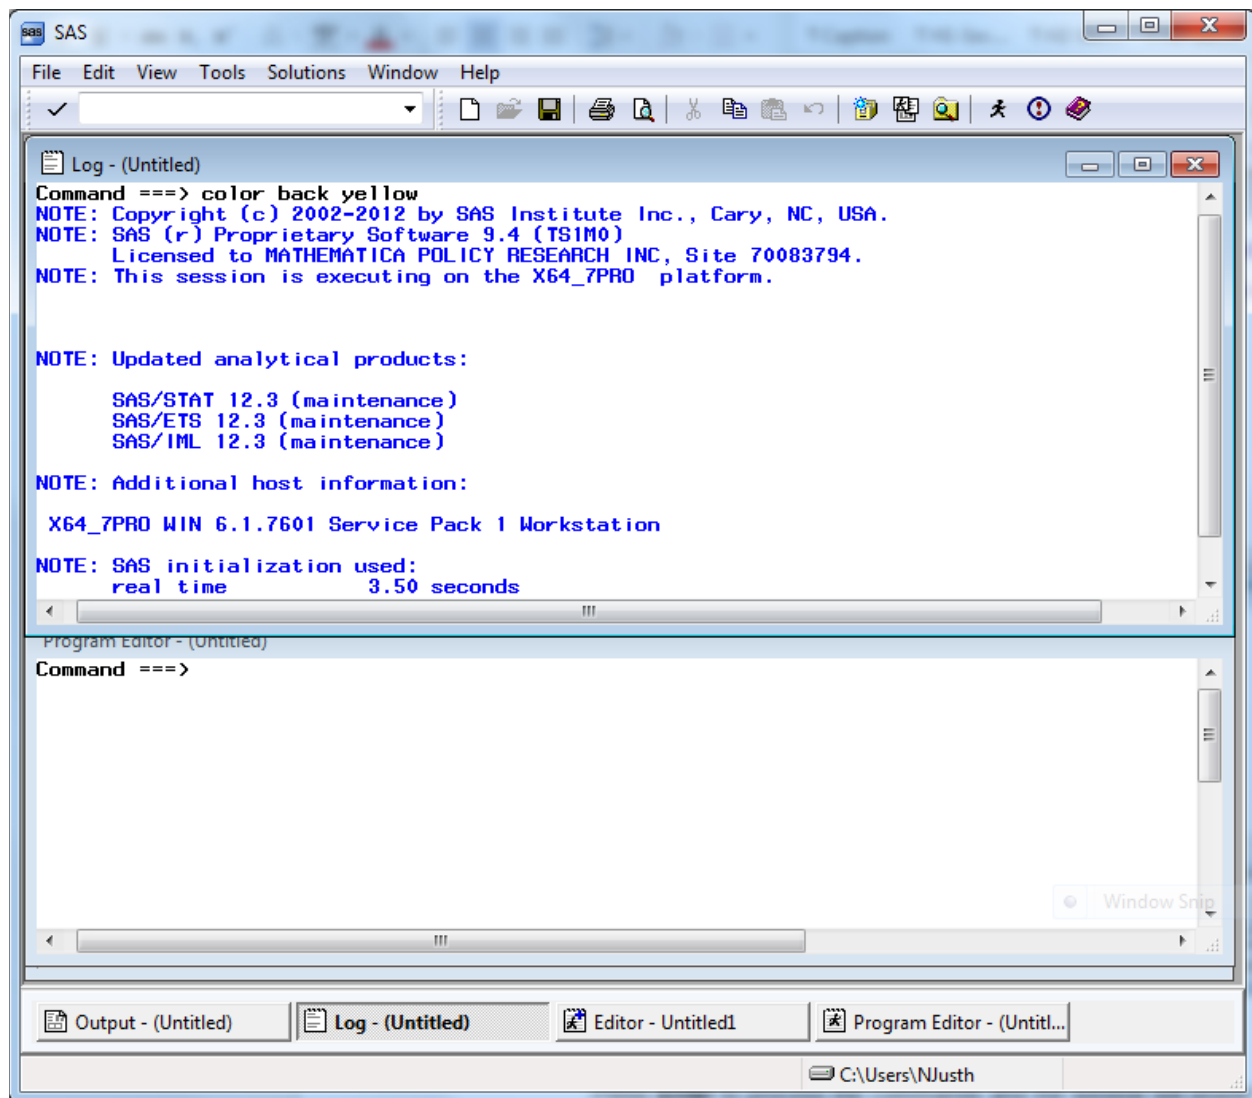 SAS
File Edit View Tools Solutions Window Help
Log - (Untitled)
Command ===> color back yellow
NOTE: Copyright (c) 2002-2012 by SAS Institute Inc., Cary, NC, USA.
NOTE: SAS (r) Proprietary Software 9.4 (TS1M0)
Licensed to MATHEMATICA POLICY RESEARCH INC, Site 70083794.
NOTE: This session is executing on the X64_7PRO  platform.
NOTE: Updated analytical products:
SAS/STAT 12.3 (maintenance)
SAS/ETS 12.3 (maintenance)
SAS/IML 12.3 (maintenance)
NOTE: Additional host information:
X64_7PRO WIN 6.1.7601 Service Pack 1 Workstation
NOTE: SAS initialization used:
real time           3.50 seconds
Program Editor - (Untitled)
Command ===>
Window Snip
Output - (Untitled) Log - (Untitled) Editor - Untitled1 Program Editor - (Untitl...
C:\Users\NJusth